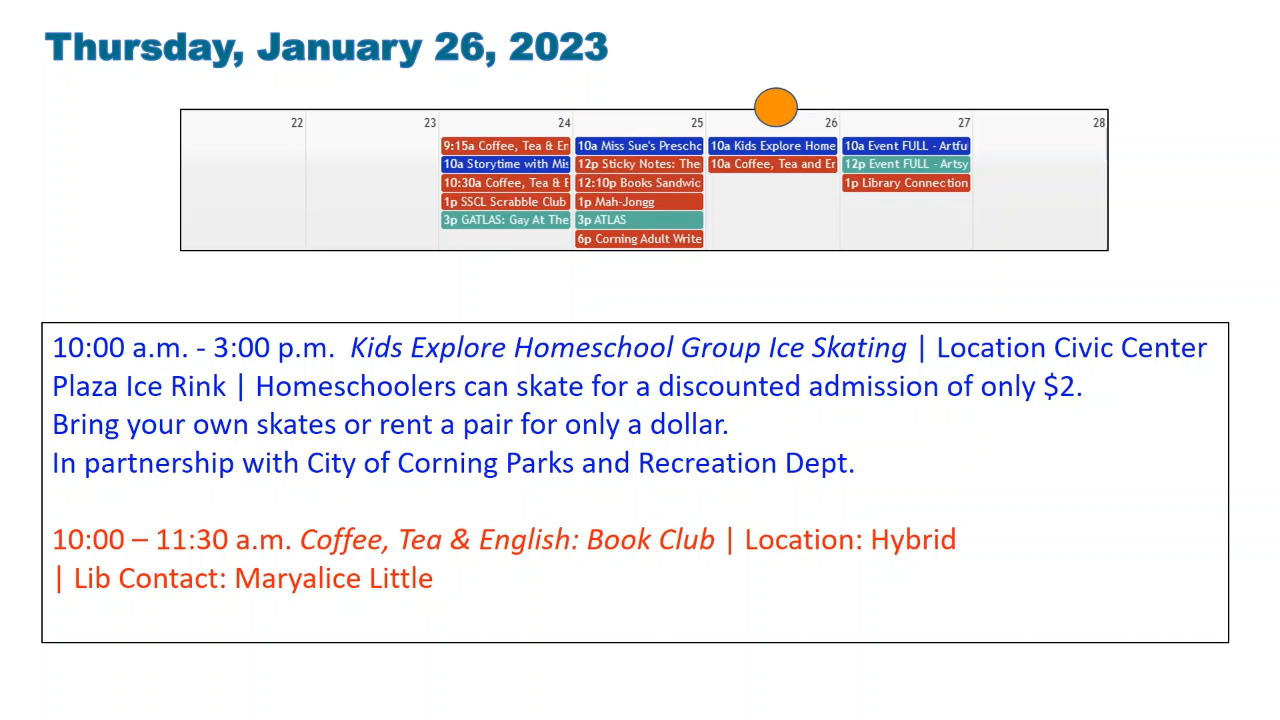 Thursday, January 26, 2023
22 23 24 25 26 27 28
9:15a Coffee, Tea & Er
10a Storytime with Mis
10:30a Coffee, Tea & E
1p SSCL Scrabble Club
3p GATLAS: Gay At The
10a Miss Sue's Prescho
12p Sticky Notes: The
12:10p Books Sandwic
1p Mah-Jongg
3p ATLAS
6p Corning Adult Write
10a Kids Explore Home
10a Coffee, Tea and Er
10a Event FULL - Artfu
12p Event FULL - Artsy
1p Library Connection
10:00 a.m. - 3:00 p.m. Kids Explore Homeschool Group Ice Skating | Location Civic Center
Plaza Ice Rink | Homeschoolers can skate for a discounted admission of only $2.
Bring your own skates or rent a pair for only a dollar.
In partnership with City of Corning Parks and Recreation Dept.
10:00 – 11:30 a.m. Coffee, Tea & English: Book Club | Location: Hybrid
| Lib Contact: Maryalice Little